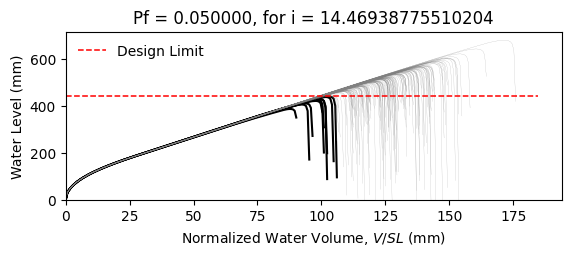 Pf = 0.050000, for i = 14.46938775510204
Design Limit
Water Level (mm)
600
400
200
0
0 25 50 75 100 125 150 175
Normalized Water Volume, V/SL (mm)